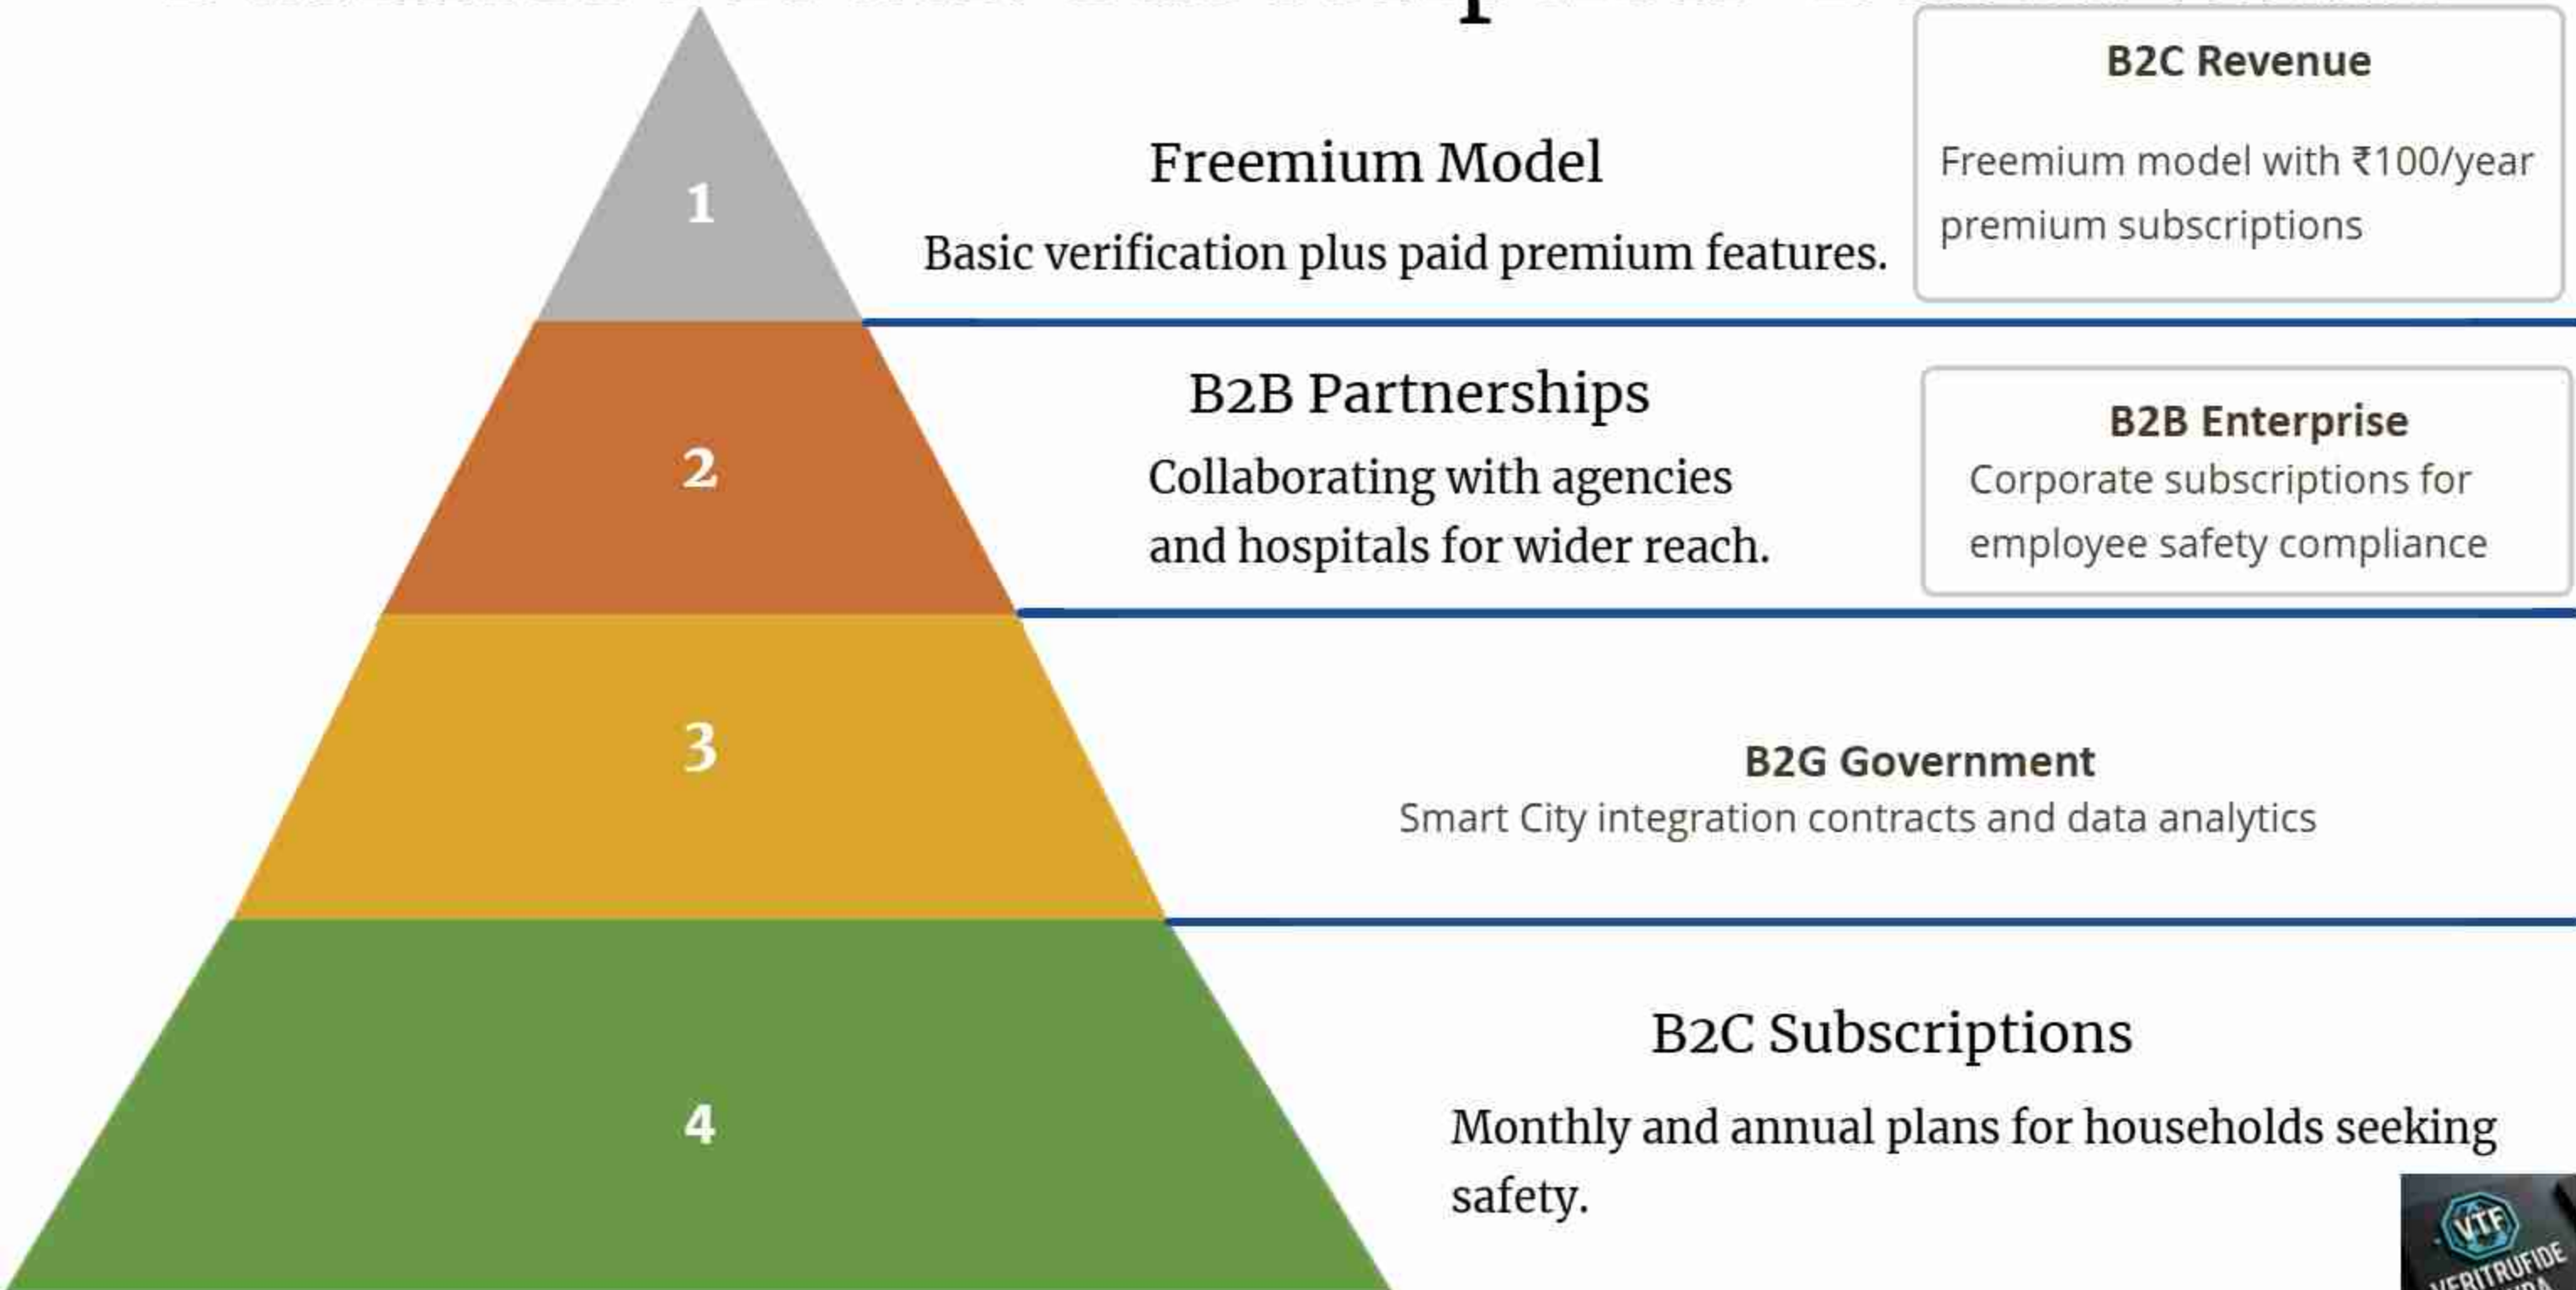 1
Freemium Model
Basic verification plus paid premium features.
B2C Revenue
Freemium model with ₹100/year
premium subscriptions
2
B2B Partnerships
Collaborating with agencies
and hospitals for wider reach.
B2B Enterprise
Corporate subscriptions for
employee safety compliance
3
B2G Government
Smart City integration contracts and data analytics
4
B2C Subscriptions
Monthly and annual plans for households seeking
safety.
VTF
VERITRUFIDE